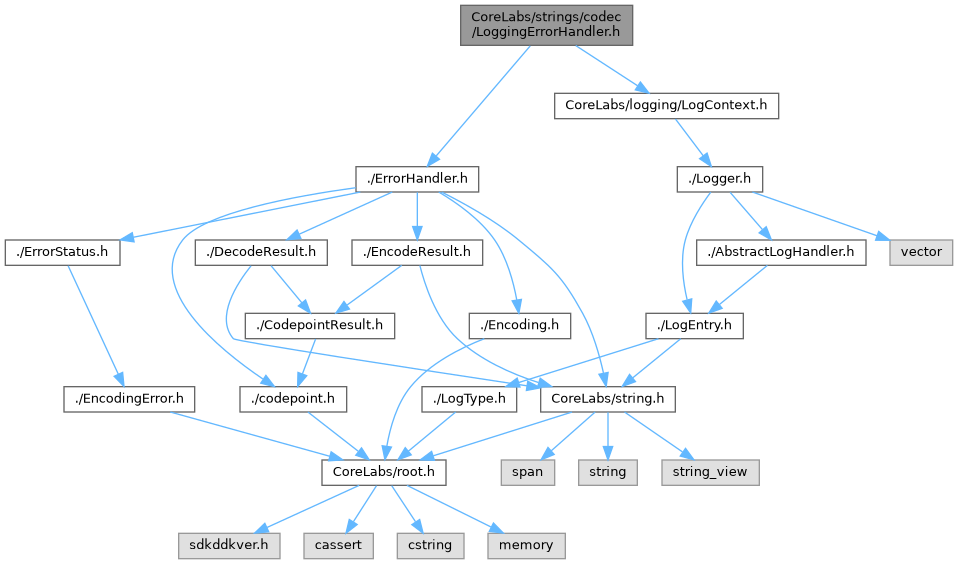 CoreLabs/strings/codec
/LoggingErrorHandler.h
CoreLabs/logging/LogContext.h
./ErrorHandler.h
./Logger.h
./ErrorStatus.h
./DecodeResult.h
./EncodeResult.h
./AbstractLogHandler.h
vector
./CodepointResult.h
./Encoding.h
./LogEntry.h
./EncodingError.h
./codepoint.h
./LogType.h
CoreLabs/string.h
CoreLabs/root.h
span
string
string_view
sdkddkver.h
cassert
cstring
memory